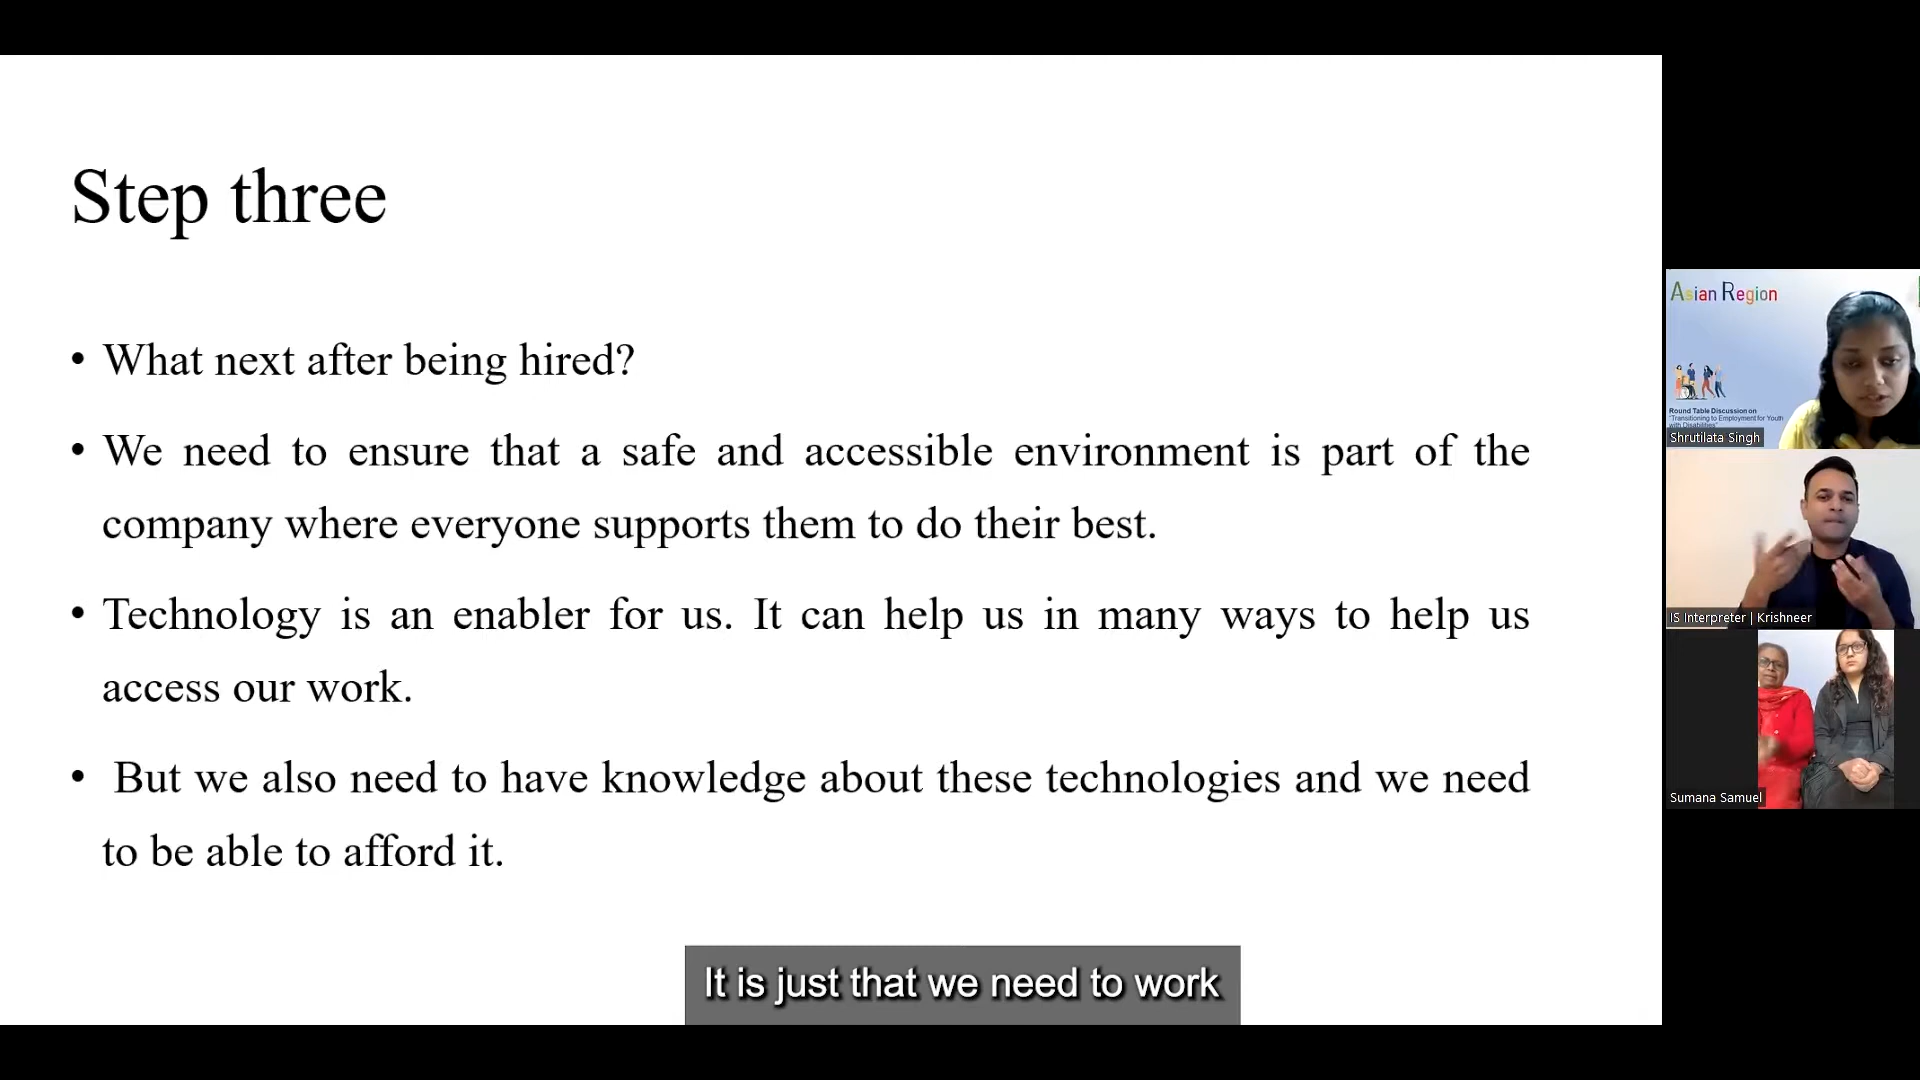 Step three
• What next after being hired?
• We need to ensure that a safe and accessible environment is part of the
company where everyone supports them to do their best.
• Technology is an enabler for us. It can help us in many ways to help us
access our work.
• But we also need to have knowledge about these technologies and we need
to be able to afford it.
It is just that we need to work
Asian Region
Round Table Discussion on
"Transitioning to Employment for Youth
with Disabilities"
Shrutilata Singh
IS Interpreter | Krishneer
Sumana Samuel